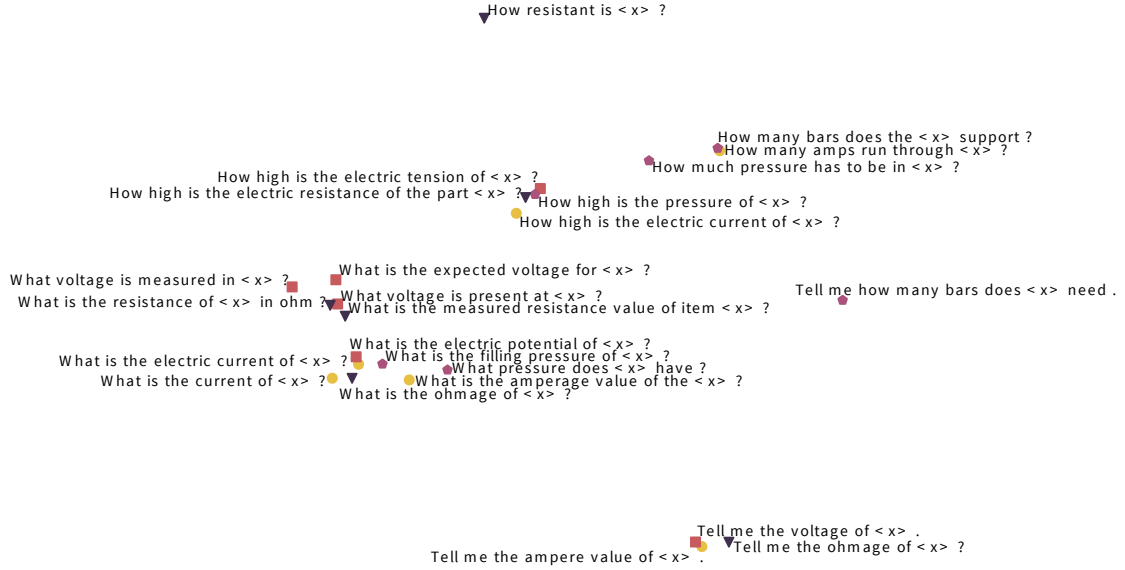 How resistant is <x> ?
How many bars does the <x> support ?
How many amps run through <x> ?
How much pressure has to be in <x> ?
How high is the electric tension of <x> ?
How high is the electric resistance of the part <x> ?
How high is the pressure of <x> ?
How high is the electric current of <x> ?
What is the expected voltage for <x> ?
What voltage is measured in <x> ?
Tell me how many bars does <x> need .
What voltage is present at <x> ?
What is the resistance of <x> in ohm ?
What is the measured resistance value of item <x> ?
What is the electric potential of <x> ?
What is the filling pressure of <x> ?
What is the electric current of <x> ?
What pressure does <x> have ?
What is the current of <x> ?
What is the amperage value of the <x> ?
What is the ohmage of <x> ?
Tell me the voltage of <x> .
Tell me the ohmage of <x> ?
Tell me the ampere value of <x> .